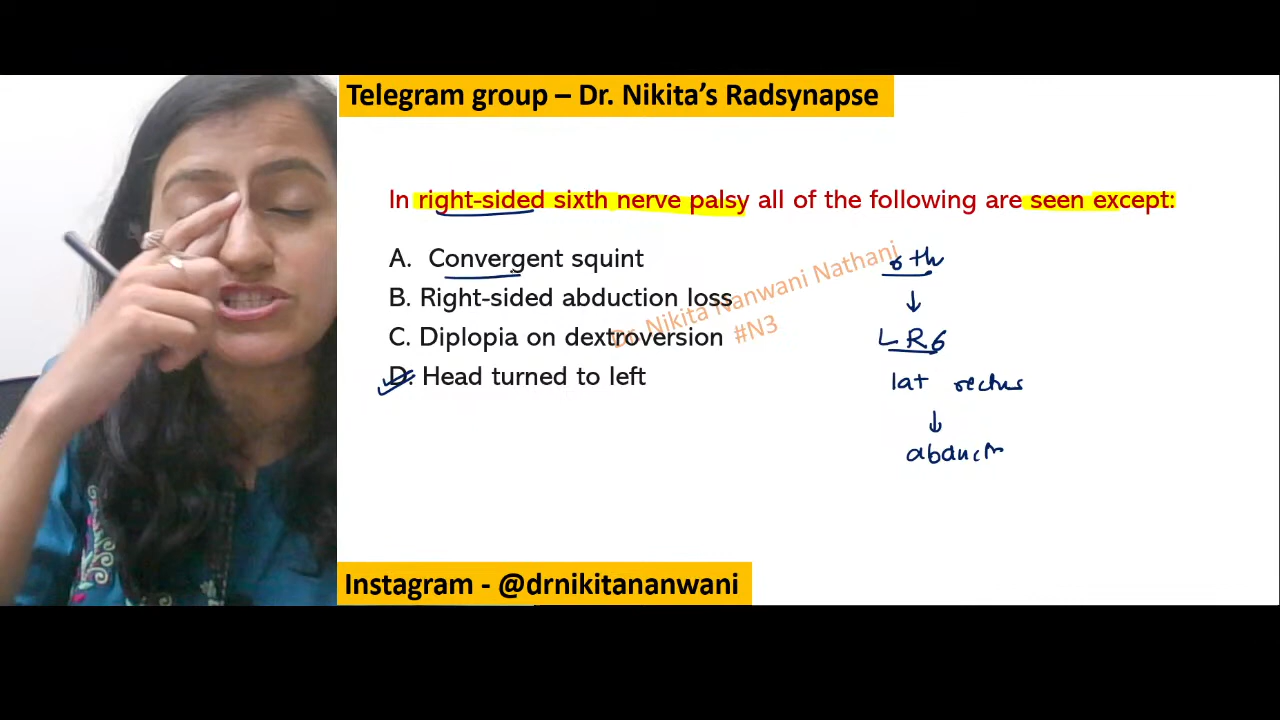 Telegram group – Dr. Nikita's Radsynapse
In right-sided sixth nerve palsy all of the following are seen except:
A. Convergent squint
B. Right-sided abduction loss
C. Diplopia on dextroversion
D. Head turned to left
Dr. Nikita Nanwani Nathani
#N3
6th
↓
LR6
lat rectus
↓
abductn
Instagram - @drnikitananwani